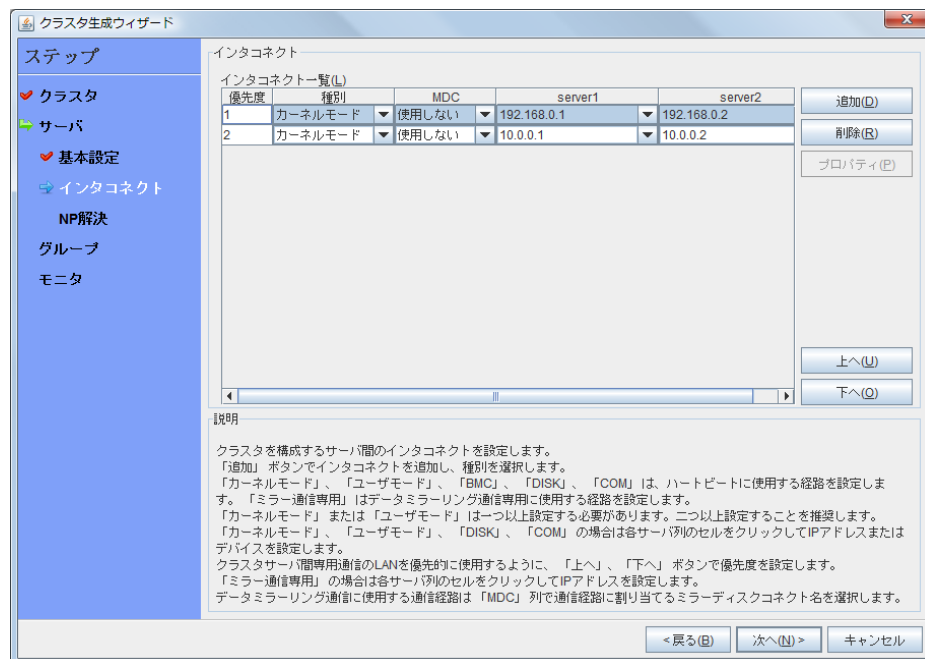 クラスタ生成ウィザード
ステップ
クラスタ
サーバ
基本設定
インタコネクト
NP解決
グループ
モニタ
インタコネクト
インタコネクト一覧(L)
優先度 種別 MDC server1 server2
1 カーネルモード 使用しない 192.168.0.1 192.168.0.2
2 カーネルモード 使用しない 10.0.0.1 10.0.0.2
追加(D)
削除(R)
プロパティ(P)
上へ(U)
下へ(O)
説明
クラスタを構成するサーバ間のインタコネクトを設定します。
「追加」 ボタンでインタコネクトを追加し、種別を選択します。
「カーネルモード」、 「ユーザモード」、 「BMC」、 「DISK」、 「COM」 は、ハートビートに使用する経路を設定しま
す。 「ミラー通信専用」 はデータミラーリング通信専用に使用する経路を設定します。
「カーネルモード」 または 「ユーザモード」 は一つ以上設定する必要があります。二つ以上設定することを推奨します。
「カーネルモード」、 「ユーザモード」、 「DISK」、 「COM」 の場合は各サーバ列のセルをクリックしてIPアドレスまたは
デバイスを設定します。
クラスタサーバ間専用通信のLANを優先的に使用するように、 「上へ」、 「下へ」 ボタンで優先度を設定します。
「ミラー通信専用」 の場合は各サーバ列のセルをクリックしてIPアドレスを設定します。
データミラーリング通信に使用する通信経路は 「MDC」 列で通信経路に割り当てるミラーディスクコネクト名を選択します。
<戻る(B) 次へ(N)> キャンセル